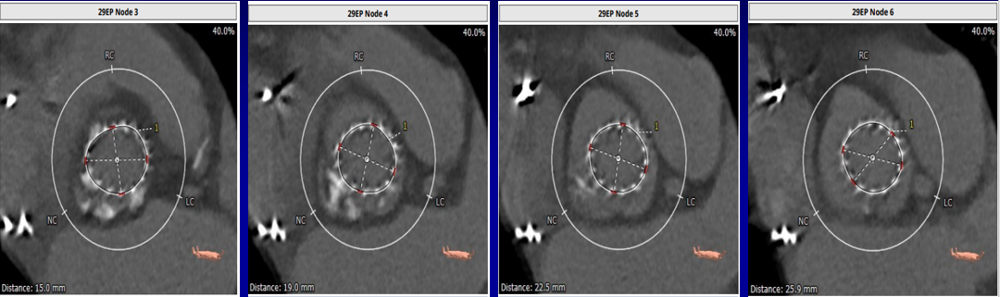 29EP Node 3
40.0%
RC
1
LC
NC
Distance: 15.0 mm
29EP Node 4
40.0%
RC
1
LC
NC
Distance: 19.0 mm
29EP Node 5
40.0%
RC
1
LC
NC
Distance: 22.5 mm
29EP Node 6
40.0%
RC
1
LC
NC
Distance: 25.9 mm